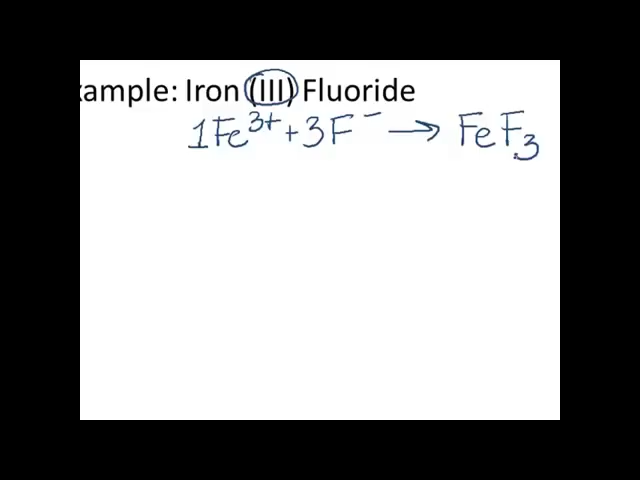 xample: Iron (III) Fluoride
1Fe³⁺ + 3F⁻ → FeF₃